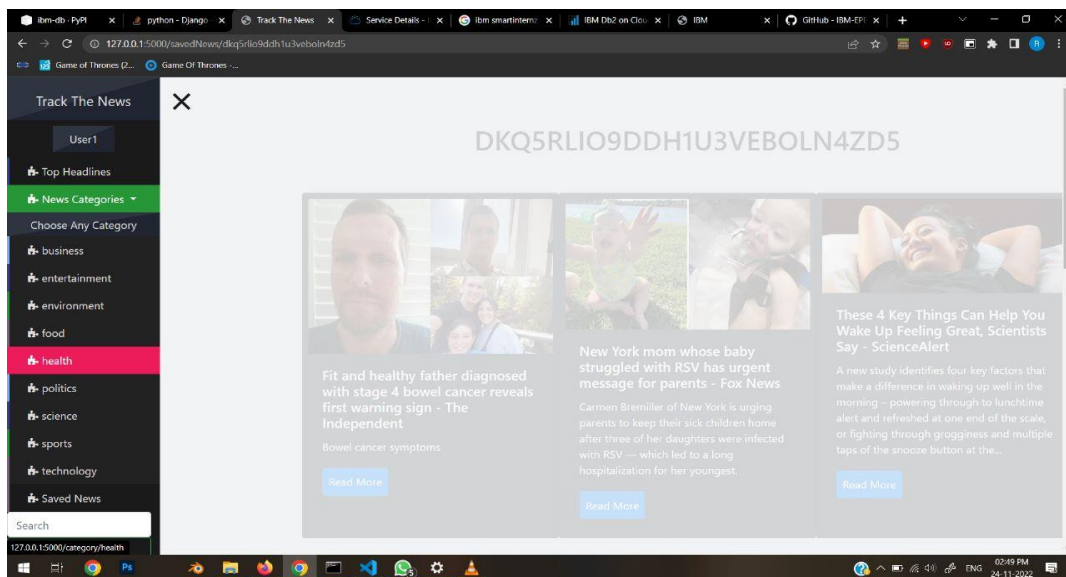 ibm-db · PyPI
python - Django -
Track The News
Service Details -
ibm smartinternz
IBM Db2 on Clou
IBM
GitHub - IBM-EPI
127.0.0.1:5000/savedNews/dkq5rlio9ddh1u3veboln4zd5
Game of Thrones (2...
Game Of Thrones -...
Track The News
User1
Top Headlines
News Categories
Choose Any Category
business
entertainment
environment
food
health
politics
science
sports
technology
Saved News
Search
127.0.0.1:5000/category/health
DKQ5RLIO9DDH1U3VEBOLN4ZD5
Fit and healthy father diagnosed
with stage 4 bowel cancer reveals
first warning sign - The
Independent
Bowel cancer symptoms
Read More
New York mom whose baby
struggled with RSV has urgent
message for parents - Fox News
Carmen Bremiller of New York is urging
parents to keep their sick children home
after three of her daughters were infected
with RSV — which led to a long
hospitalization for her youngest.
Read More
These 4 Key Things Can Help You
Wake Up Feeling Great, Scientists
Say - ScienceAlert
A new study identifies four key factors that
make a difference in waking up well in the
morning – powering through to lunchtime
alert and refreshed at one end of the scale,
or fighting through grogginess and multiple
taps of the snooze button at the...
Read More
Ps
ENG
02:49 PM
24-11-2022